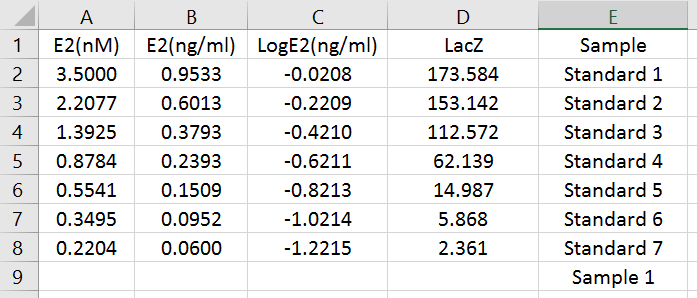 A B C D E
1 E2(nM) E2(ng/ml) LogE2(ng/ml) LacZ Sample
2 3.5000 0.9533 -0.0208 173.584 Standard 1
3 2.2077 0.6013 -0.2209 153.142 Standard 2
4 1.3925 0.3793 -0.4210 112.572 Standard 3
5 0.8784 0.2393 -0.6211 62.139 Standard 4
6 0.5541 0.1509 -0.8213 14.987 Standard 5
7 0.3495 0.0952 -1.0214 5.868 Standard 6
8 0.2204 0.0600 -1.2215 2.361 Standard 7
9 Sample 1